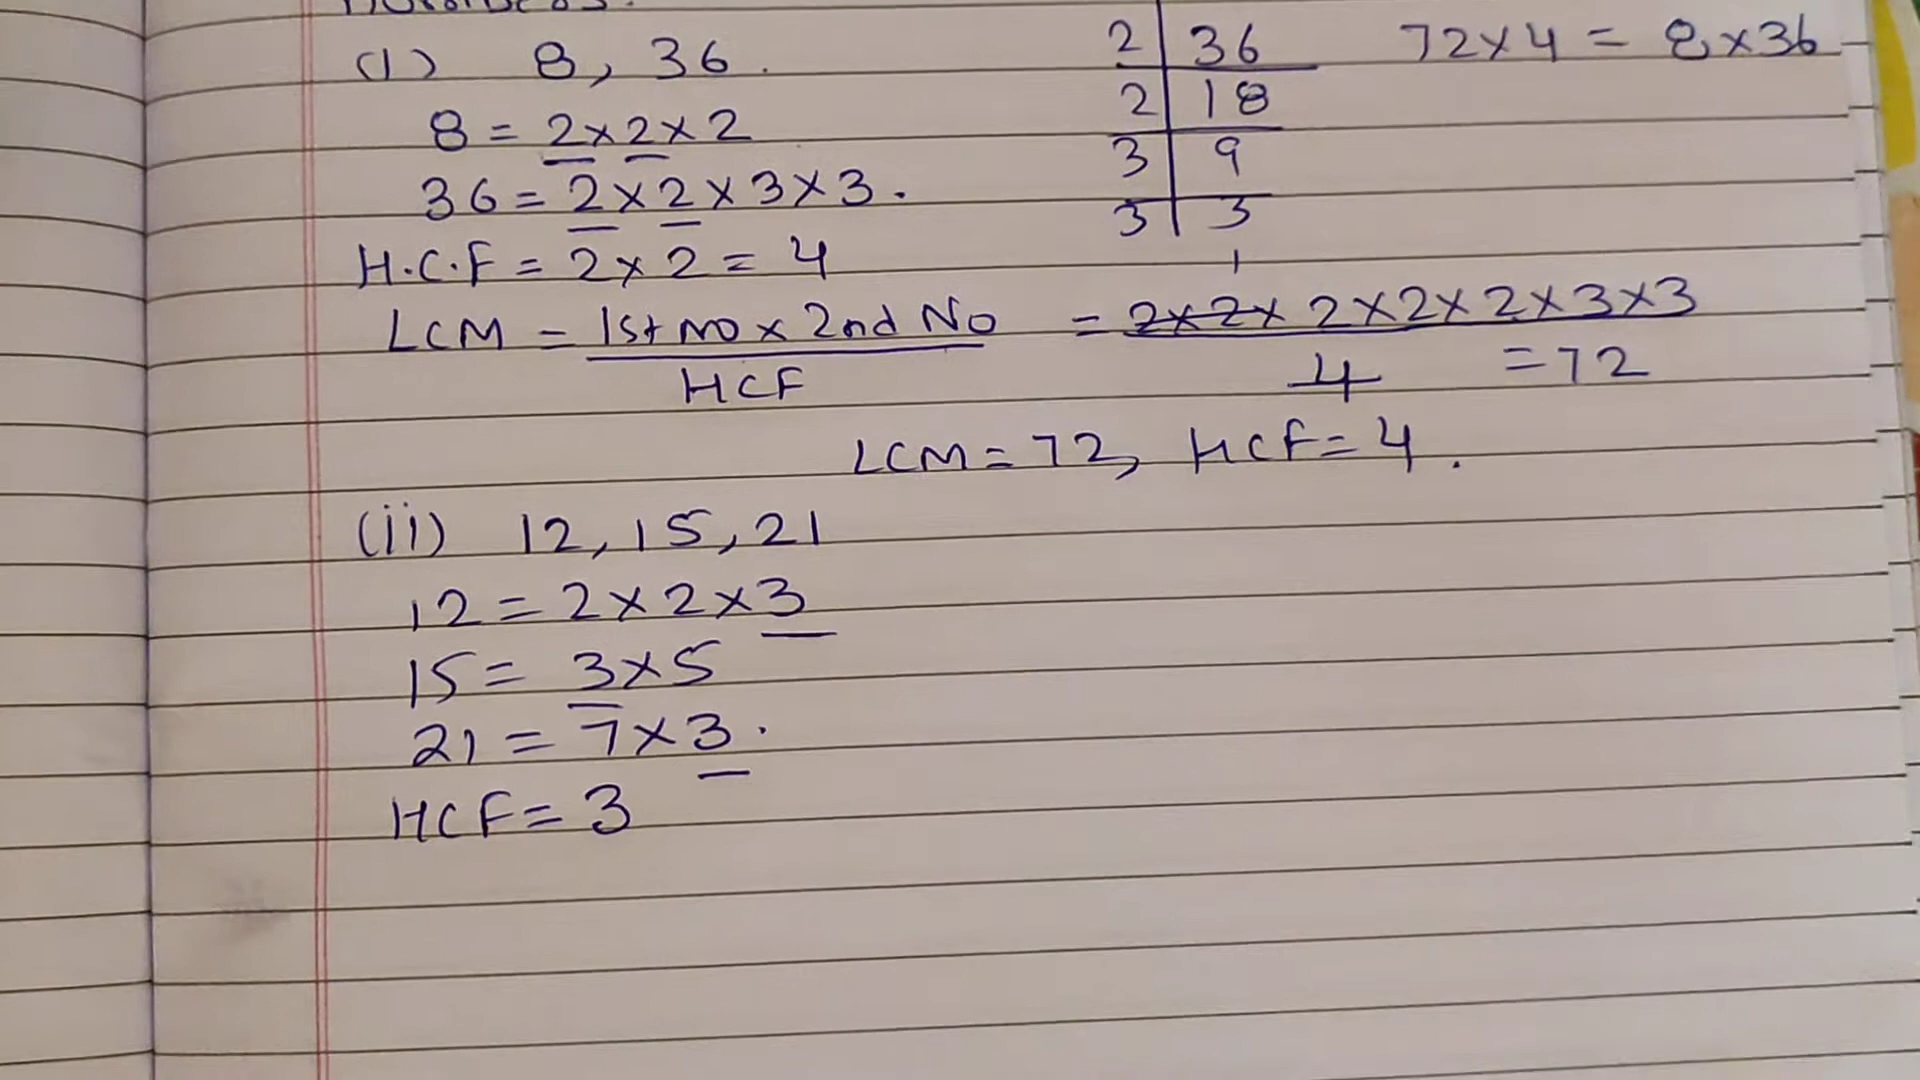 (1) 8, 36.
8 = 2×2×2
36 = 2×2×3×3.
H.C.F = 2×2 = 4
2 | 36
2 | 18
3 | 9
3 | 3
1
72×4 = 8×36
LCM = 1st no × 2nd No / HCF = 2×2× 2×2×2×3×3 / 4 = 72
LCM = 72, HCF = 4.
(ii) 12, 15, 21
12 = 2×2×3
15 = 3×5
21 = 7×3.
HCF = 3